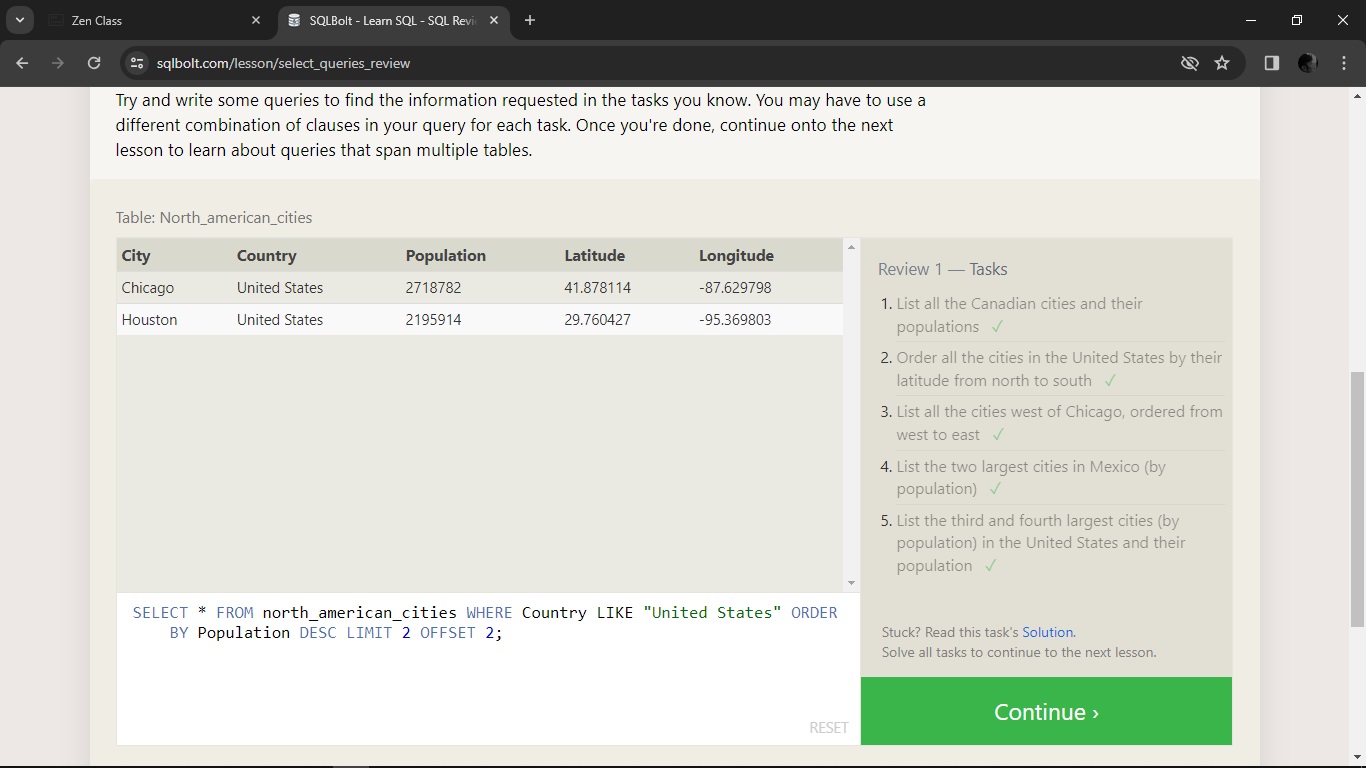 Zen Class
SQLBolt - Learn SQL - SQL Revi
sqlbolt.com/lesson/select_queries_review
Try and write some queries to find the information requested in the tasks you know. You may have to use a
different combination of clauses in your query for each task. Once you're done, continue onto the next
lesson to learn about queries that span multiple tables.
Table: North_american_cities
City Country Population Latitude Longitude
Chicago United States 2718782 41.878114 -87.629798
Houston United States 2195914 29.760427 -95.369803
SELECT * FROM north_american_cities WHERE Country LIKE "United States" ORDER
BY Population DESC LIMIT 2 OFFSET 2;
RESET
Review 1 — Tasks
1. List all the Canadian cities and their
populations ✓
2. Order all the cities in the United States by their
latitude from north to south ✓
3. List all the cities west of Chicago, ordered from
west to east ✓
4. List the two largest cities in Mexico (by
population) ✓
5. List the third and fourth largest cities (by
population) in the United States and their
population ✓
Stuck? Read this task's Solution.
Solve all tasks to continue to the next lesson.
Continue ›